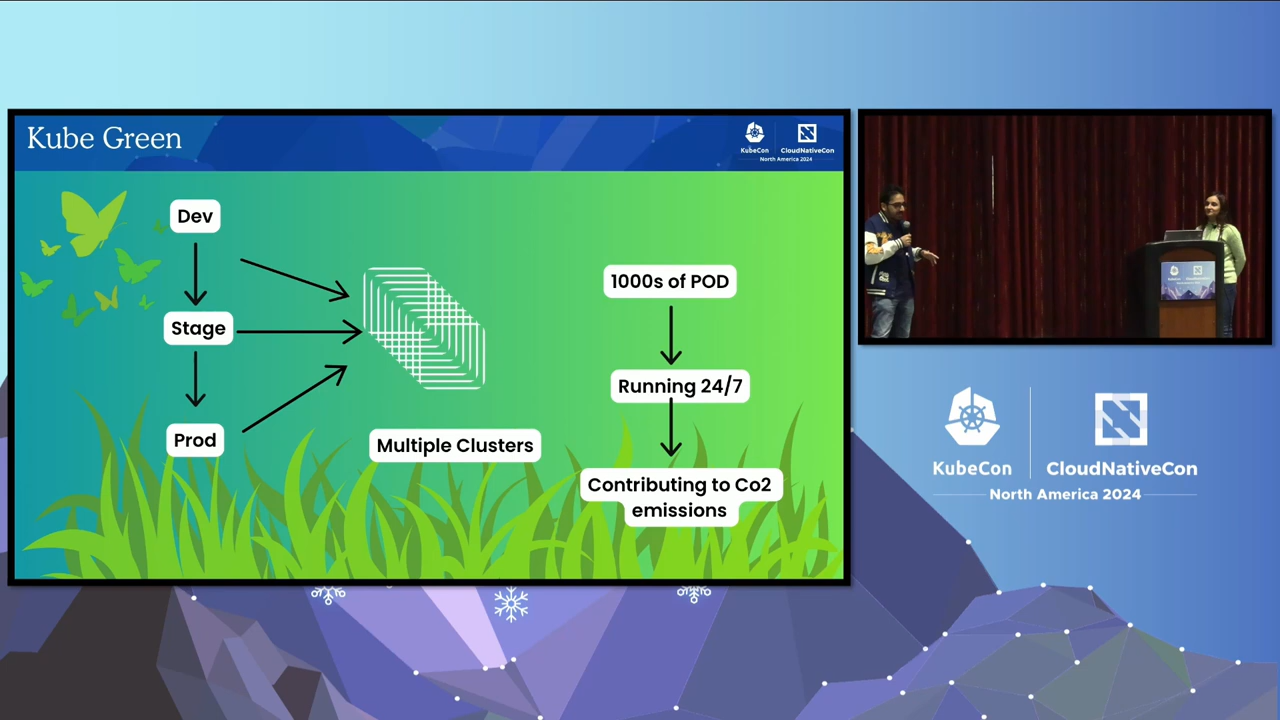 Kube Green
KubeCon
CloudNativeCon
North America 2024
Dev
Stage
Prod
Multiple Clusters
1000s of POD
Running 24/7
Contributing to Co2
emissions
KubeCon
CloudNativeCon
North America 2024